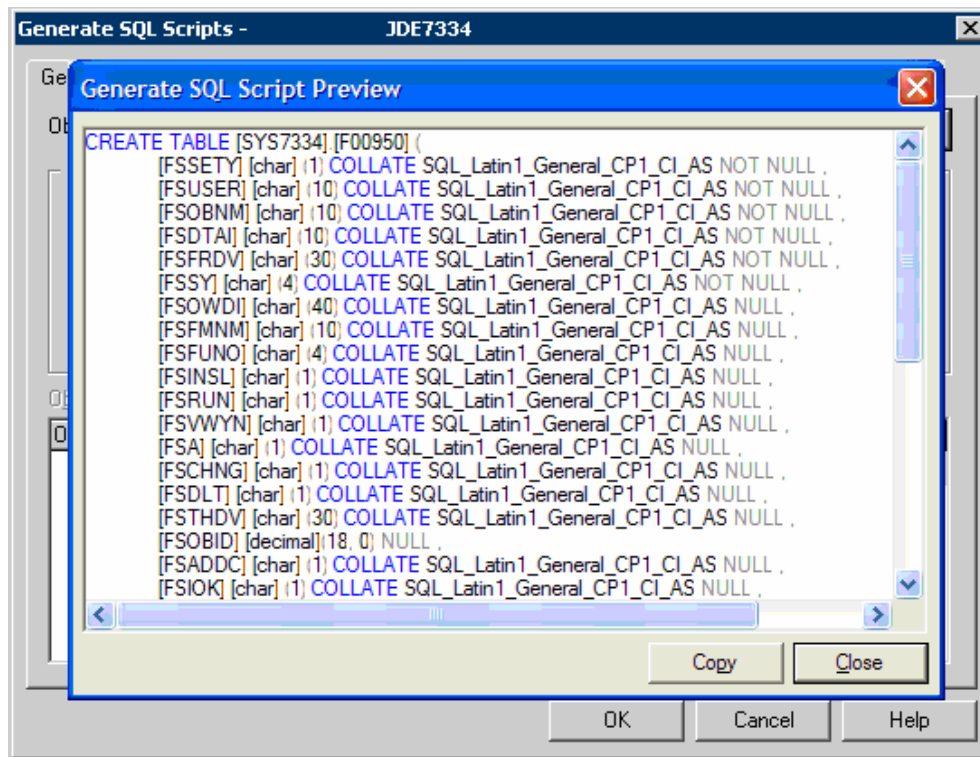 Generate SQL Scripts - JDE7334
Ge
Generate SQL Script Preview
Ob
CREATE TABLE [SYS7334].[F00950] (
[FSSETY] [char] (1) COLLATE SQL_Latin1_General_CP1_CI_AS NOT NULL ,
[FSUSER] [char] (10) COLLATE SQL_Latin1_General_CP1_CI_AS NOT NULL ,
[FSOBNM] [char] (10) COLLATE SQL_Latin1_General_CP1_CI_AS NOT NULL ,
[FSDTAI] [char] (10) COLLATE SQL_Latin1_General_CP1_CI_AS NOT NULL ,
[FSFRDV] [char] (30) COLLATE SQL_Latin1_General_CP1_CI_AS NOT NULL ,
[FSSY] [char] (4) COLLATE SQL_Latin1_General_CP1_CI_AS NOT NULL ,
[FSOWDI] [char] (40) COLLATE SQL_Latin1_General_CP1_CI_AS NULL ,
[FSFMNM] [char] (10) COLLATE SQL_Latin1_General_CP1_CI_AS NULL ,
[FSFUNO] [char] (4) COLLATE SQL_Latin1_General_CP1_CI_AS NULL ,
[FSINSL] [char] (1) COLLATE SQL_Latin1_General_CP1_CI_AS NULL ,
[FSRUN] [char] (1) COLLATE SQL_Latin1_General_CP1_CI_AS NULL ,
[FSVWYN] [char] (1) COLLATE SQL_Latin1_General_CP1_CI_AS NULL ,
[FSA] [char] (1) COLLATE SQL_Latin1_General_CP1_CI_AS NULL ,
[FSCHNG] [char] (1) COLLATE SQL_Latin1_General_CP1_CI_AS NULL ,
[FSDLT] [char] (1) COLLATE SQL_Latin1_General_CP1_CI_AS NULL ,
[FSTHDV] [char] (30) COLLATE SQL_Latin1_General_CP1_CI_AS NULL ,
[FSOBID] [decimal](18, 0) NULL ,
[FSADDC] [char] (1) COLLATE SQL_Latin1_General_CP1_CI_AS NULL ,
[FSIOK] [char] (1) COLLATE SQL_Latin1_General_CP1_CI_AS NULL ,
Copy Close
OK Cancel Help